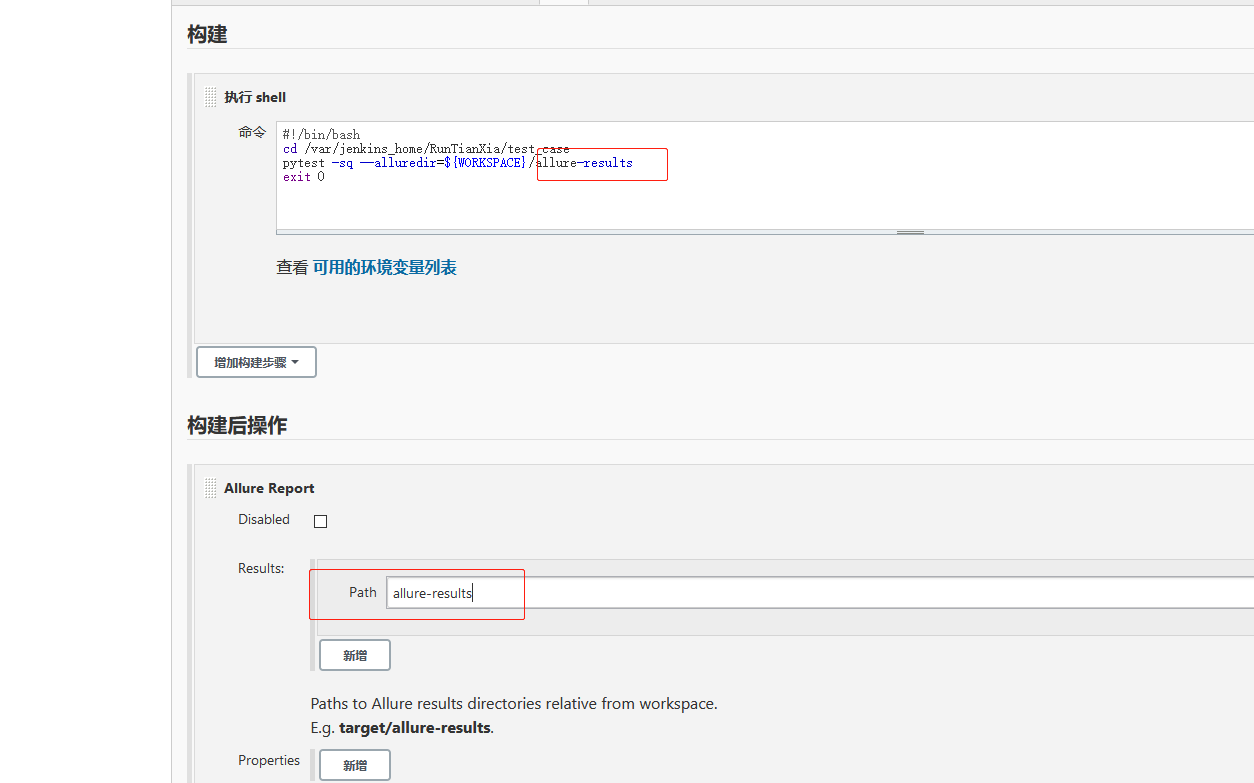 构建
执行 shell
命令
#!/bin/bash
cd /var/jenkins_home/RunTianXia/test_case
pytest -sq --alluredir=${WORKSPACE}/allure-results
exit 0
查看 可用的环境变量列表
增加构建步骤
构建后操作
Allure Report
Disabled
Results:
Path allure-results
新增
Paths to Allure results directories relative from workspace.
E.g. target/allure-results.
Properties 新增